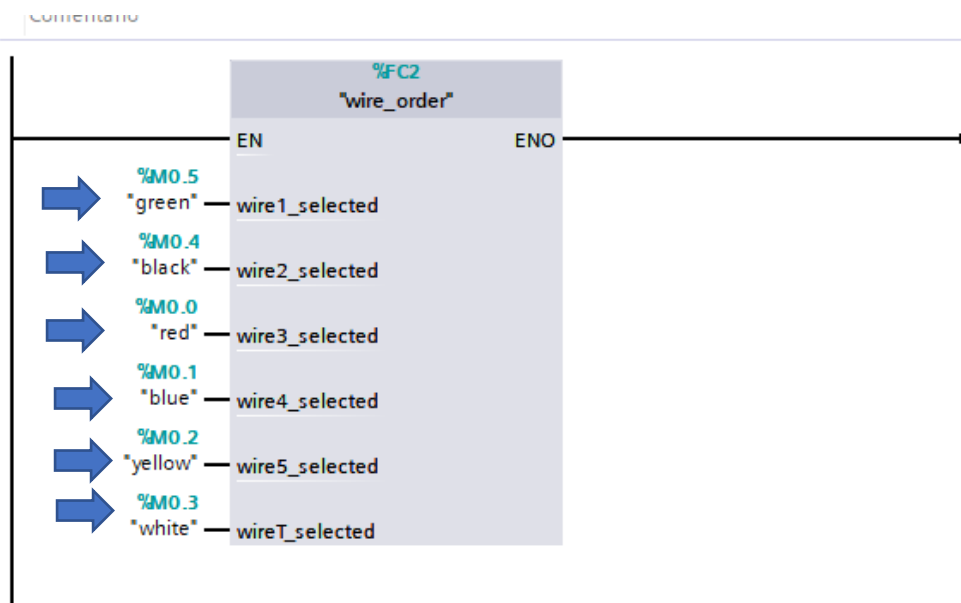 Comentario
%FC2
"wire_order"
EN ENO
%M0.5
"green" wire1_selected
%M0.4
"black" wire2_selected
%M0.0
"red" wire3_selected
%M0.1
"blue" wire4_selected
%M0.2
"yellow" wire5_selected
%M0.3
"white" wireT_selected